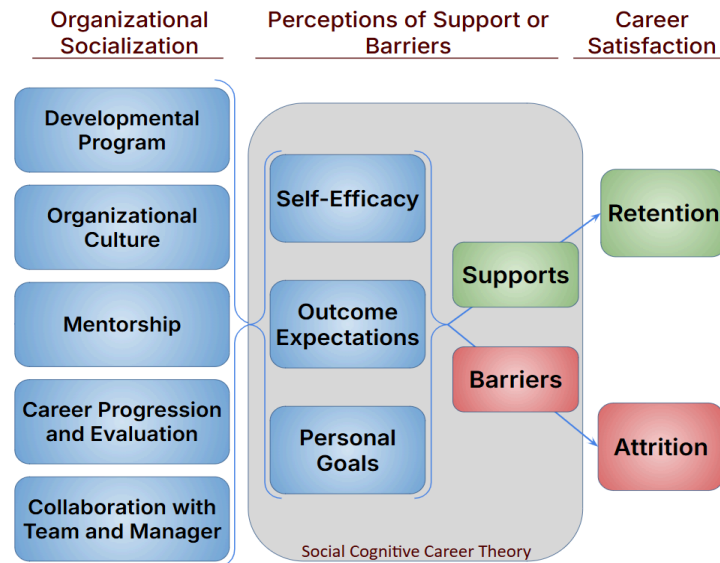 Organizational
Socialization
Perceptions of Support or
Barriers
Career
Satisfaction
Developmental
Program
Organizational
Culture
Mentorship
Career Progression
and Evaluation
Collaboration with
Team and Manager
Self-Efficacy
Outcome
Expectations
Personal
Goals
Supports
Barriers
Social Cognitive Career Theory
Retention
Attrition